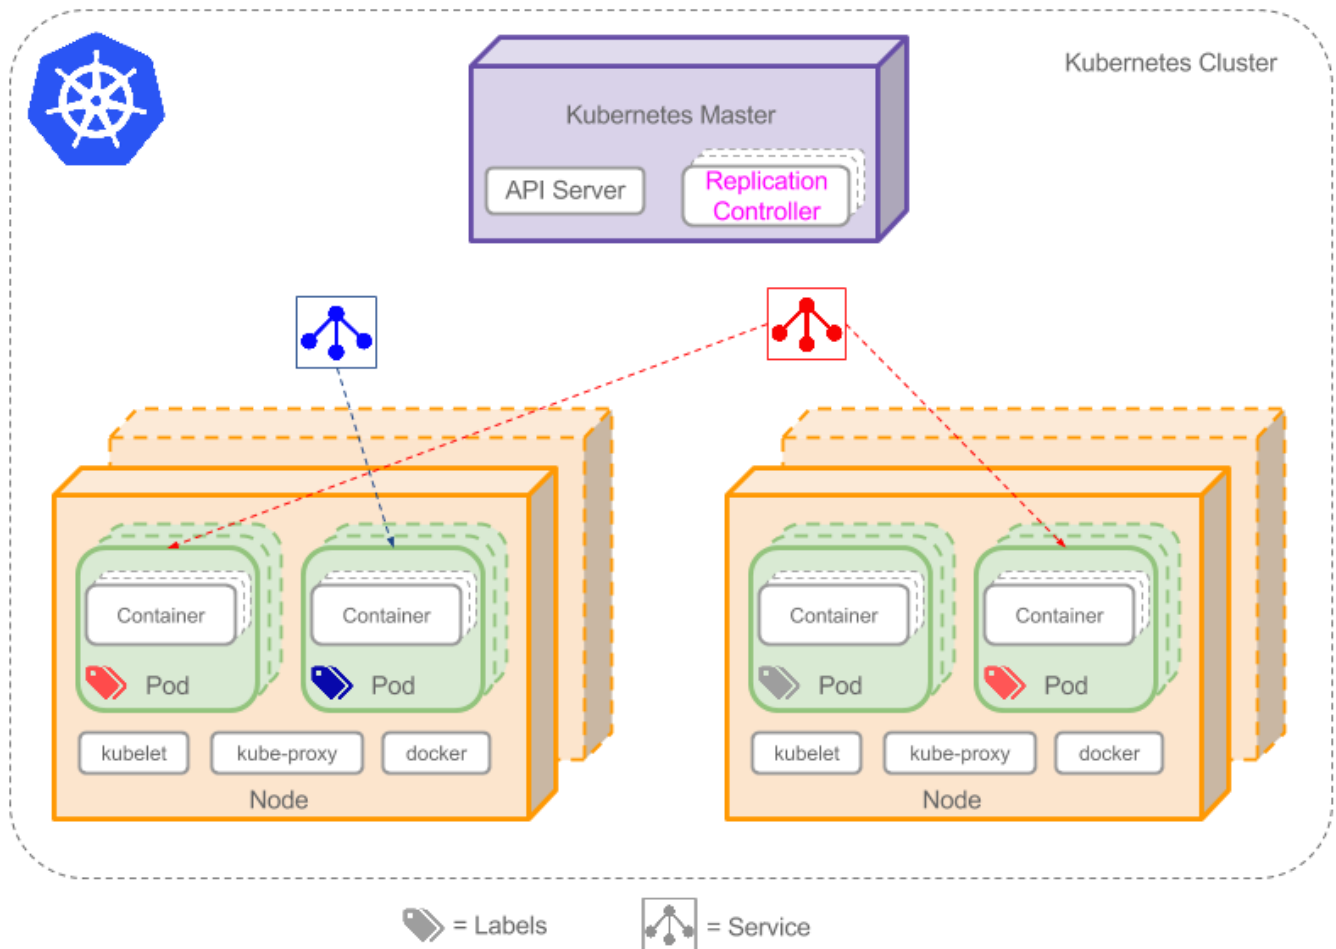 Kubernetes Cluster
Kubernetes Master
API Server
Replication
Controller
Container
Pod
Container
Pod
kubelet
kube-proxy
docker
Node
Container
Pod
Container
Pod
kubelet
kube-proxy
docker
Node
= Labels
= Service